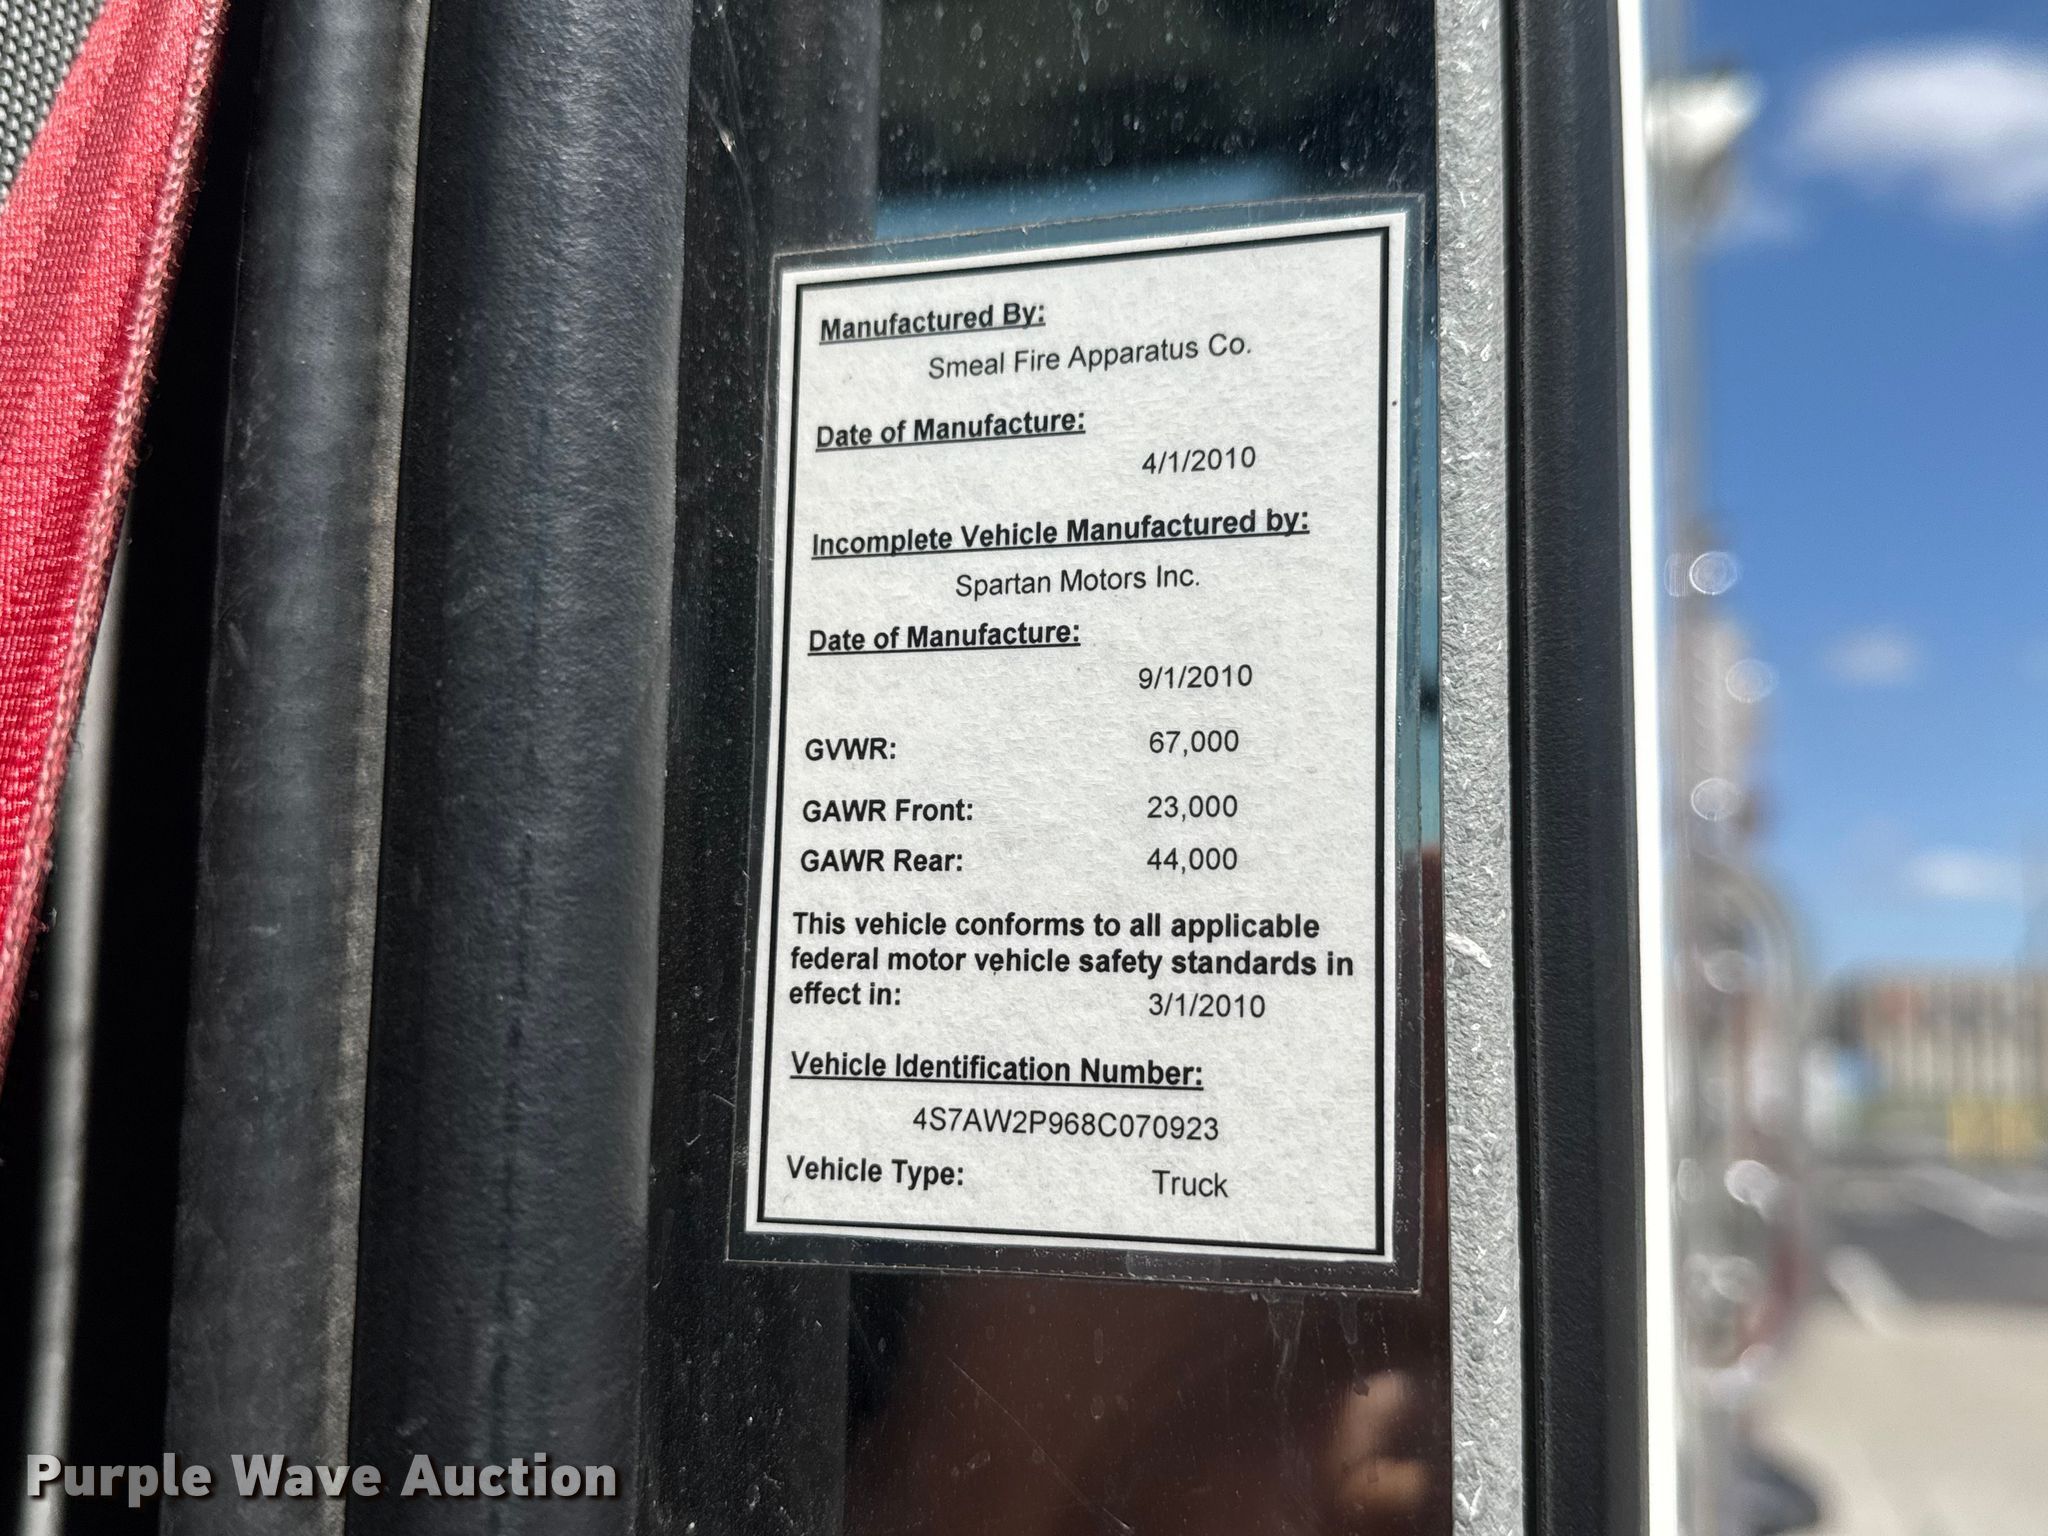 Manufactured By:
Smeal Fire Apparatus Co.
Date of Manufacture:
4/1/2010
Incomplete Vehicle Manufactured by:
Spartan Motors Inc.
Date of Manufacture:
9/1/2010
GVWR: 67,000
GAWR Front: 23,000
GAWR Rear: 44,000
This vehicle conforms to all applicable
federal motor vehicle safety standards in
effect in: 3/1/2010
Vehicle Identification Number:
4S7AW2P968C070923
Vehicle Type: Truck
Purple Wave Auction